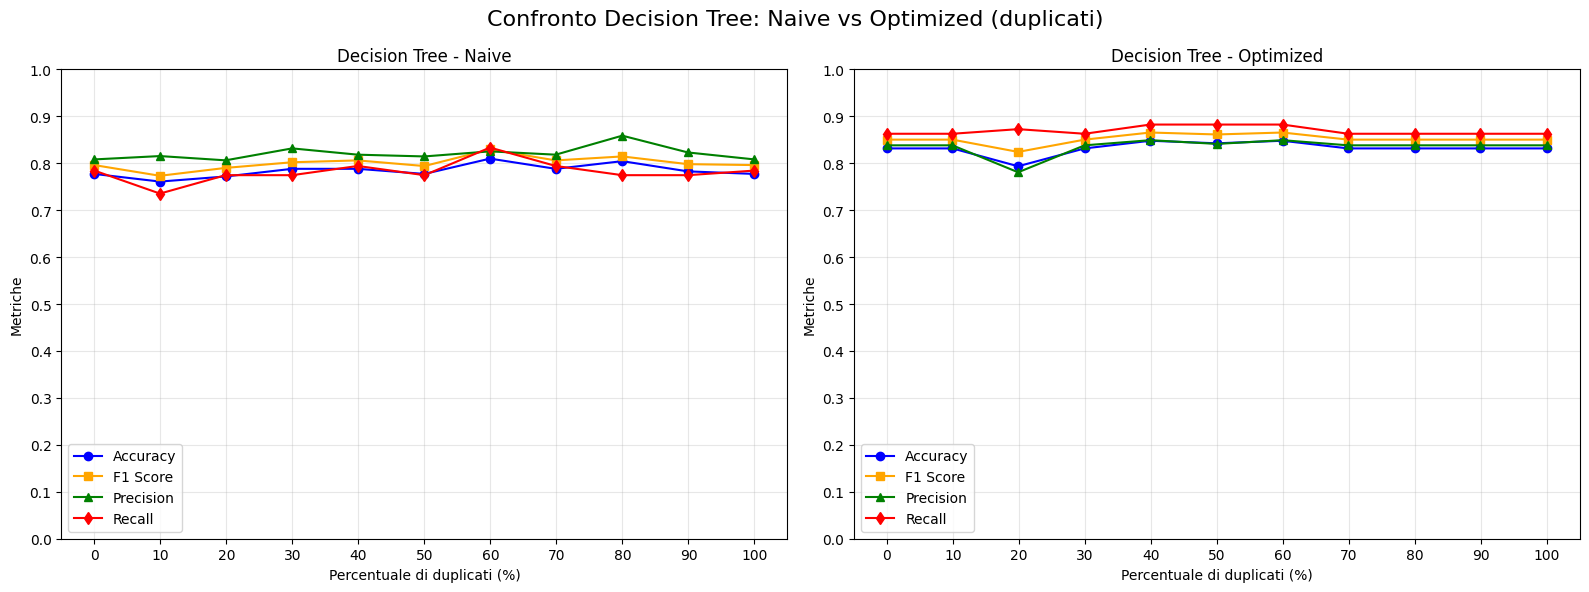 Confronto Decision Tree: Naive vs Optimized (duplicati)
Decision Tree - Naive
Metriche
1.0
0.9
0.8
0.7
0.6
0.5
0.4
0.3
0.2
0.1
0.0
Accuracy
F1 Score
Precision
Recall
0 10 20 30 40 50 60 70 80 90 100
Percentuale di duplicati (%)
Decision Tree - Optimized
Metriche
1.0
0.9
0.8
0.7
0.6
0.5
0.4
0.3
0.2
0.1
0.0
Accuracy
F1 Score
Precision
Recall
0 10 20 30 40 50 60 70 80 90 100
Percentuale di duplicati (%)